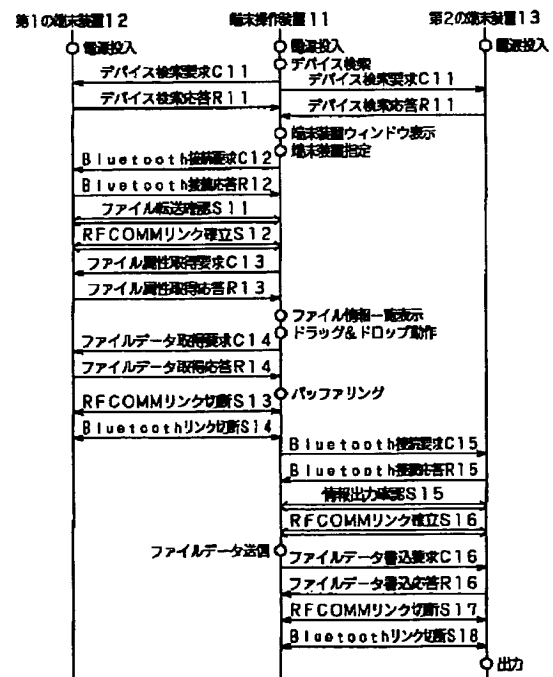 第1の端末装置12 端末操作装置11 第2の端末装置13
電源投入 電源投入 電源投入
デバイス検索
デバイス検索要求C11 デバイス検索要求C11
デバイス検索応答R11 デバイス検索応答R11
端末装置ウィンドウ表示
端末装置指定
Bluetooth接続要求C12
Bluetooth接続応答R12
ファイル転送確認S11
RFCOMMリンク確立S12
ファイル属性取得要求C13
ファイル属性取得応答R13
ファイル情報一覧表示
ドラッグ&ドロップ動作
ファイルデータ取得要求C14
ファイルデータ取得応答R14
バッファリング
RFCOMMリンク切断S13
Bluetoothリンク切断S14
Bluetooth接続要求C15
Bluetooth接続応答R15
情報出力確認S15
RFCOMMリンク確立S16
ファイルデータ送信
ファイルデータ書込要求C16
ファイルデータ書込応答R16
RFCOMMリンク切断S17
Bluetoothリンク切断S18
出力